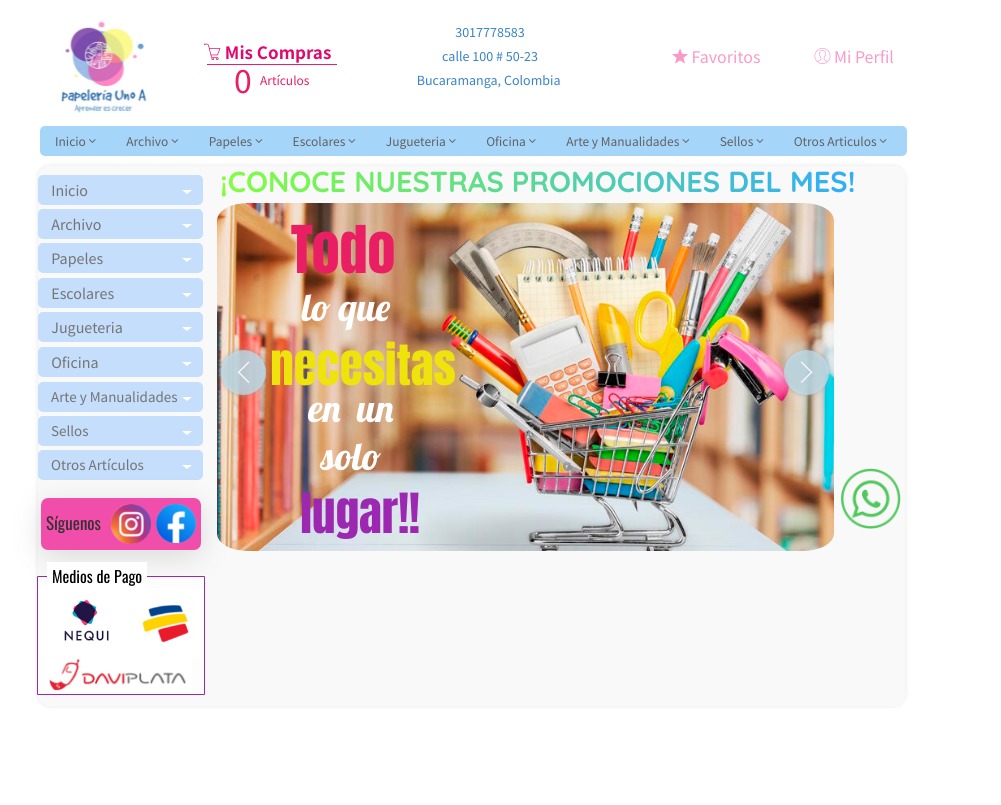 papelería Uno A
Aprender es crecer
Mis Compras
0 Artículos
3017778583
calle 100 # 50-23
Bucaramanga, Colombia
Favoritos
Mi Perfil
Inicio Archivo Papeles Escolares Jugueteria Oficina Arte y Manualidades Sellos Otros Articulos
¡CONOCE NUESTRAS PROMOCIONES DEL MES!
Inicio
Archivo
Papeles
Escolares
Jugueteria
Oficina
Arte y Manualidades
Sellos
Otros Artículos
Todo
lo que
necesitas
en un
solo
lugar!!
Síguenos
Medios de Pago
NEQUI
DAVIPLATA